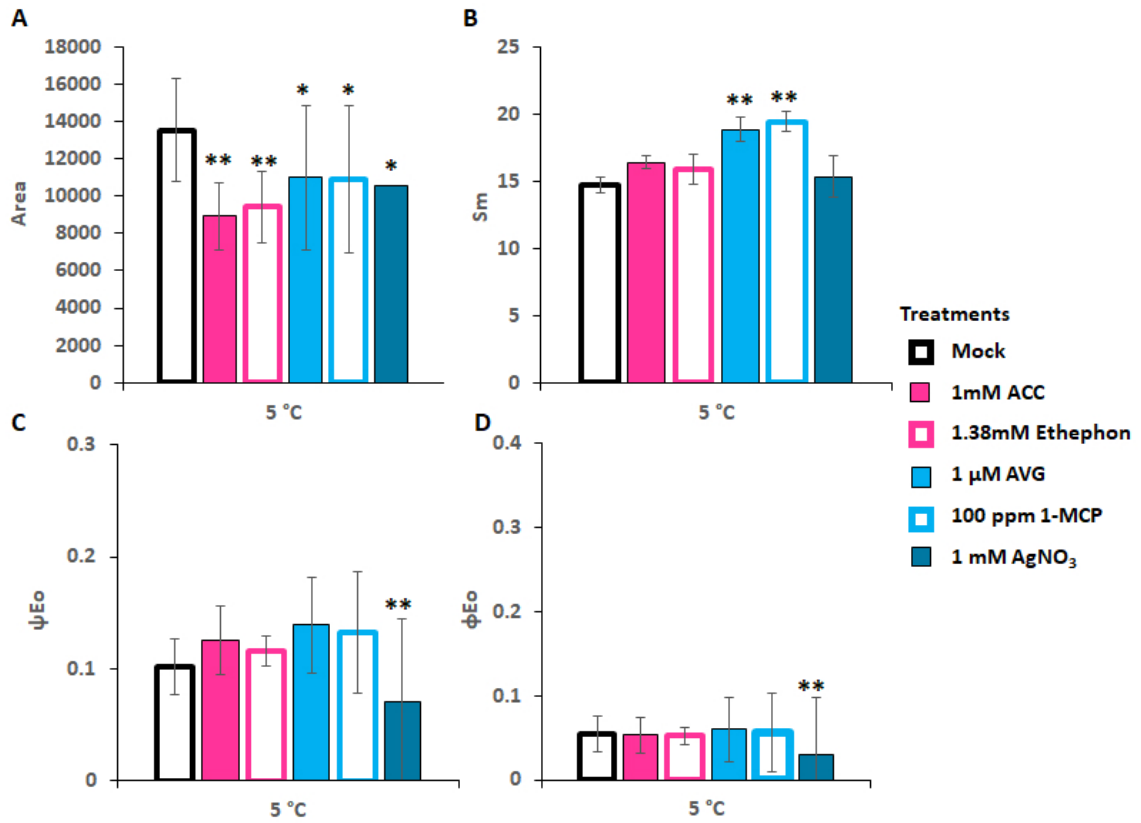 A
18000
16000
14000
12000
10000
8000
6000
4000
2000
0
Area
**
**
*
*
*
5 °C
B
25
20
15
10
5
0
Sm
**
**
5 °C
Treatments
Mock
1mM ACC
1.38mM Ethephon
1 µM AVG
100 ppm 1-MCP
1 mM AgNO₃
C
0.3
0.2
0.1
0
ψEo
**
5 °C
D
0.4
0.3
0.2
0.1
0
ϕEo
**
5 °C